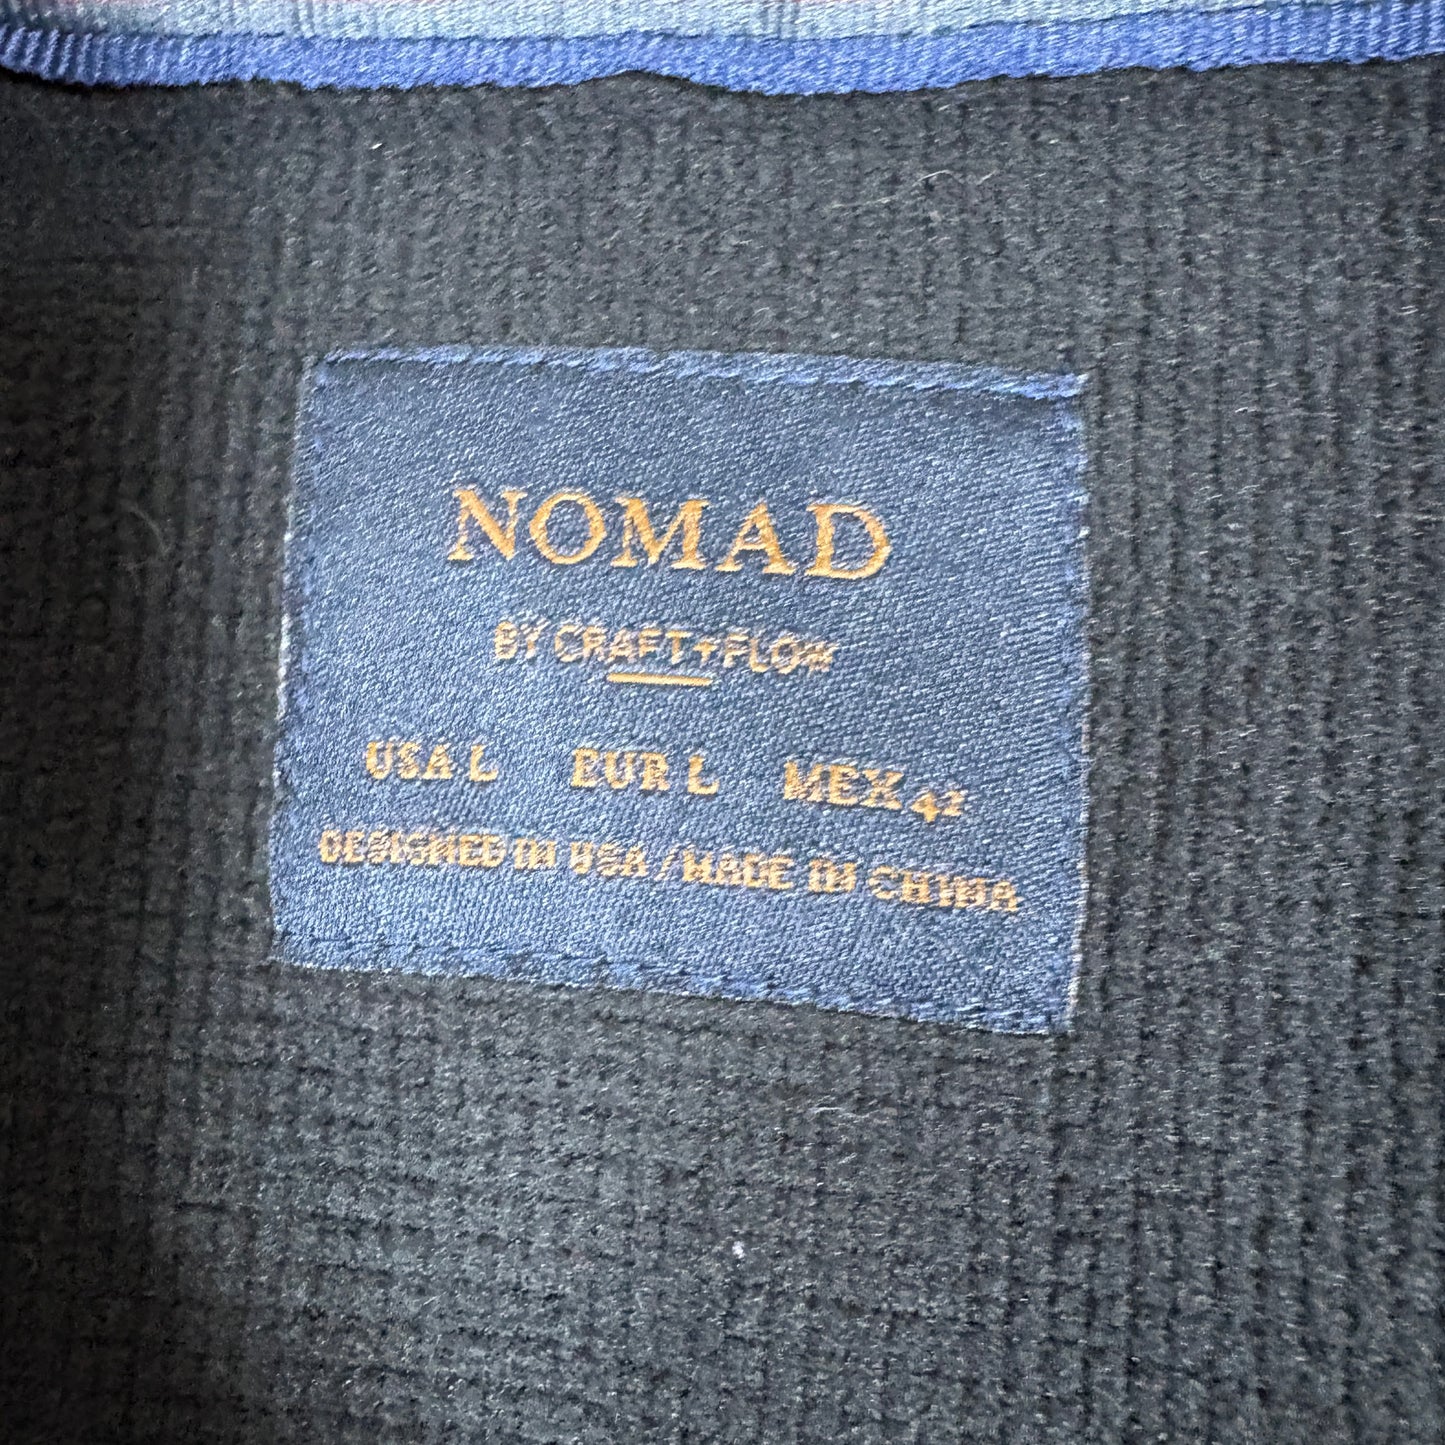 NOMAD
BY CRAFT+FLOW
USA L EUR L MEX 42
DESIGNED IN USA / MADE IN CHINA